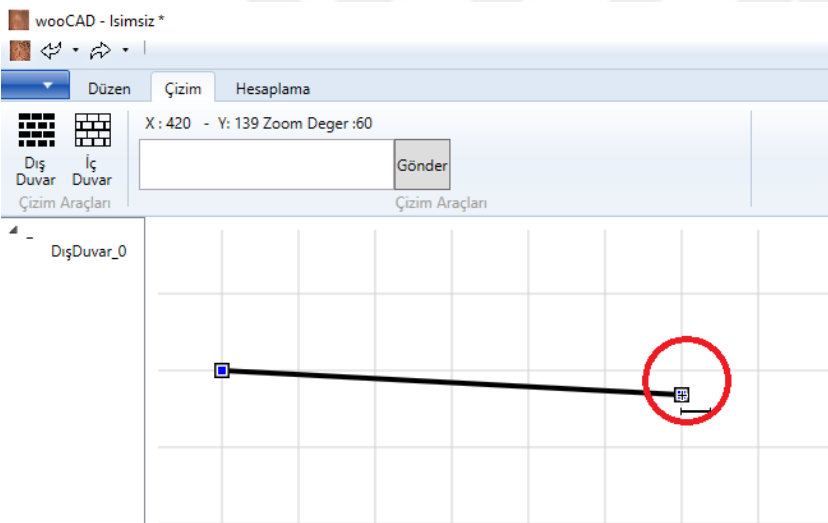 wooCAD - Isimsiz *
Düzen Çizim Hesaplama
X : 420 - Y: 139 Zoom Deger :60
Dış Duvar
İç Duvar
Gönder
Çizim Araçları
Çizim Araçları
DışDuvar_0